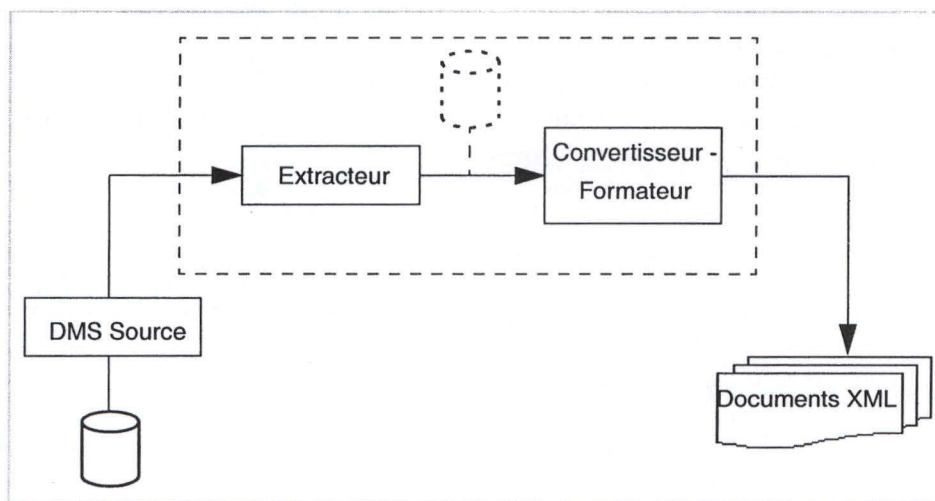 Extracteur
Convertisseur -
Formateur
DMS Source
Documents XML